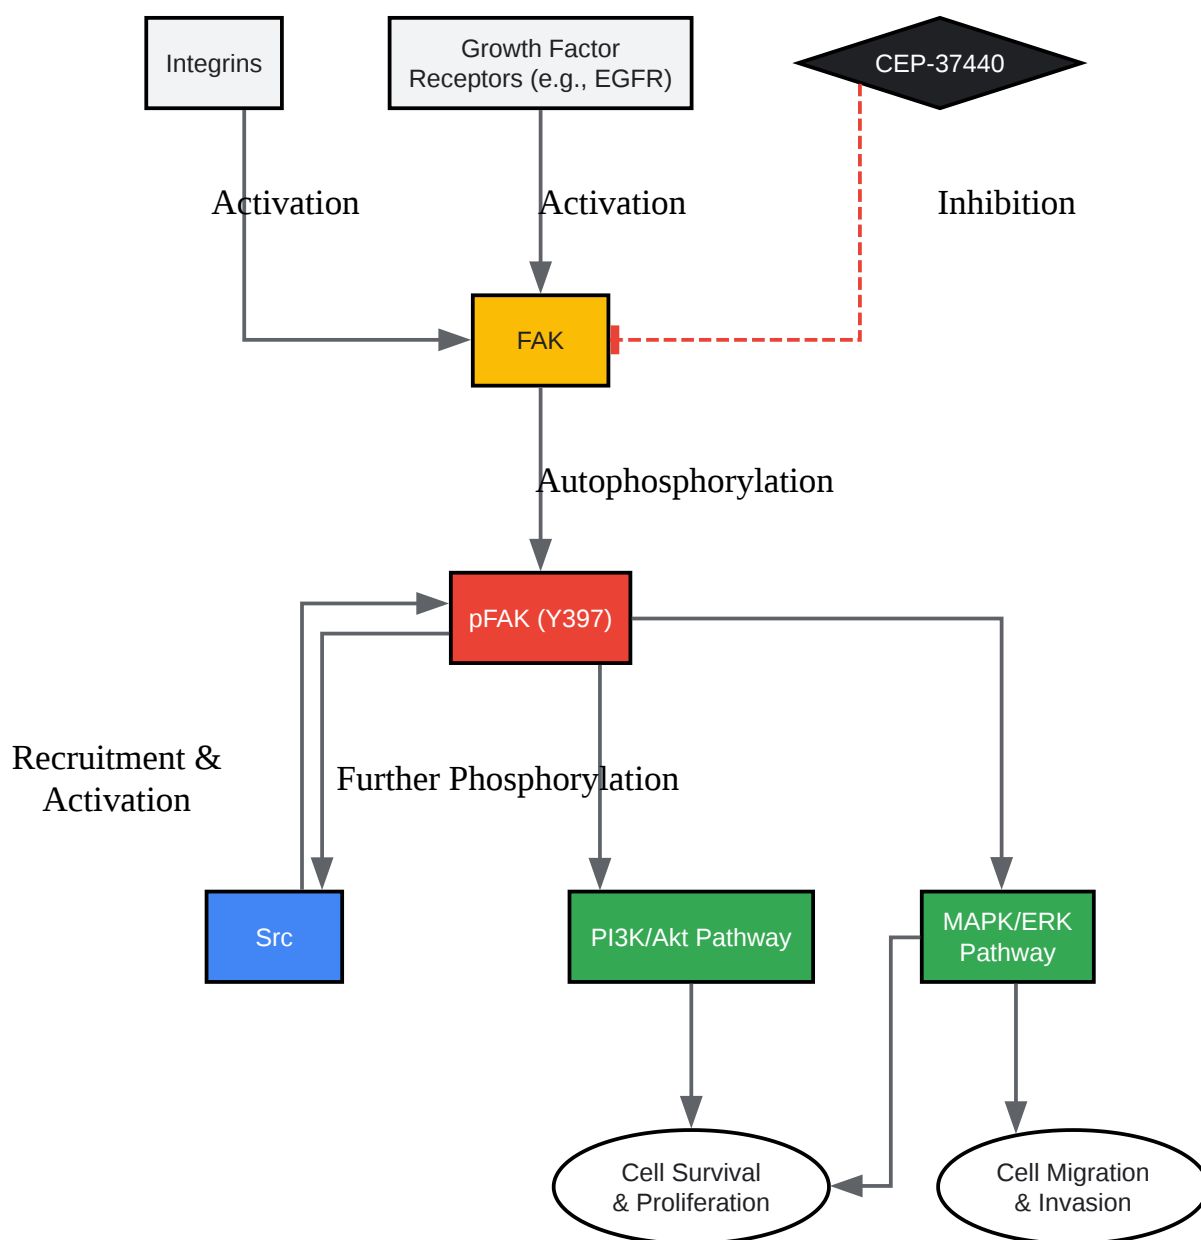 Integrins
Growth Factor
Receptors (e.g., EGFR)
CEP-37440
Activation
Activation
Inhibition
FAK
Autophosphorylation
pFAK (Y397)
Recruitment &
Activation
Further Phosphorylation
Src
PI3K/Akt Pathway
MAPK/ERK
Pathway
Cell Survival
& Proliferation
Cell Migration
& Invasion